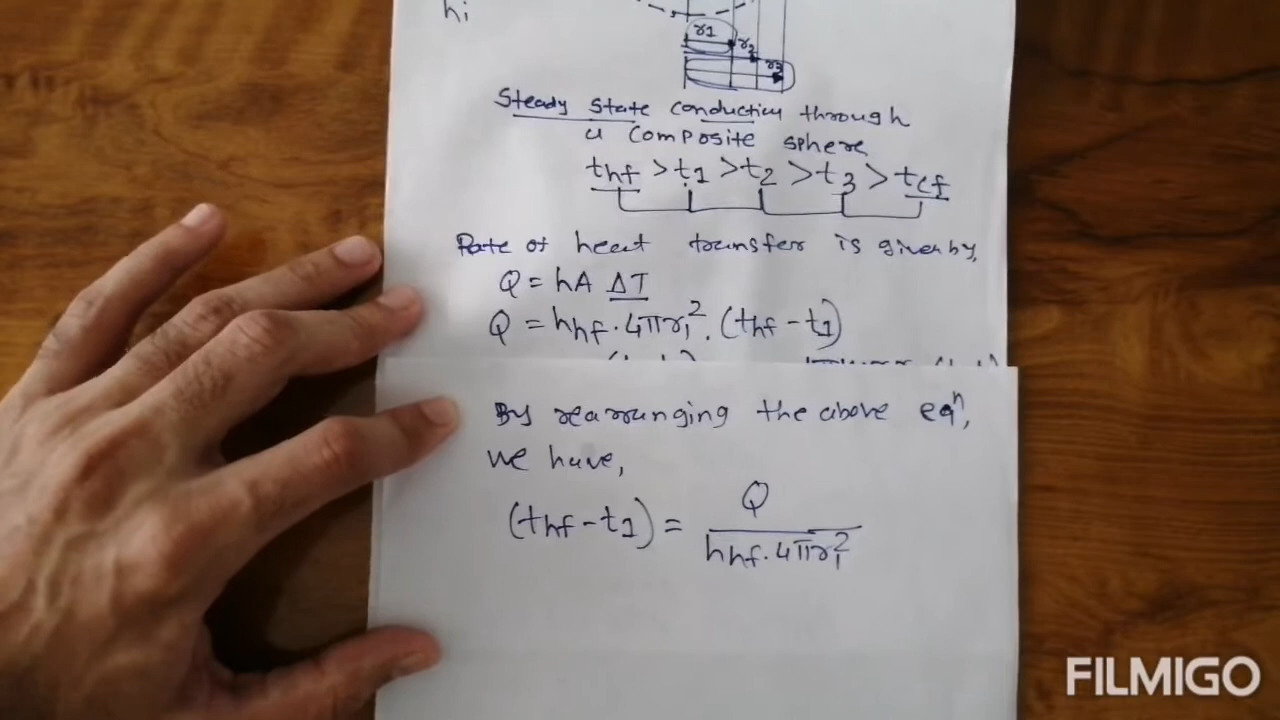 hi
r1
r2
r3
Steady State conduction through
a composite sphere
thf > t1 > t2 > t3 > tcf
Rate of heat transfer is given by,
Q = hA ΔT
Q = hhf · 4πr₁² · (thf - t1)
By rearranging the above eqⁿ,
we have,
(thf - t1) = Q / hhf · 4πr₁²
FILMIGO